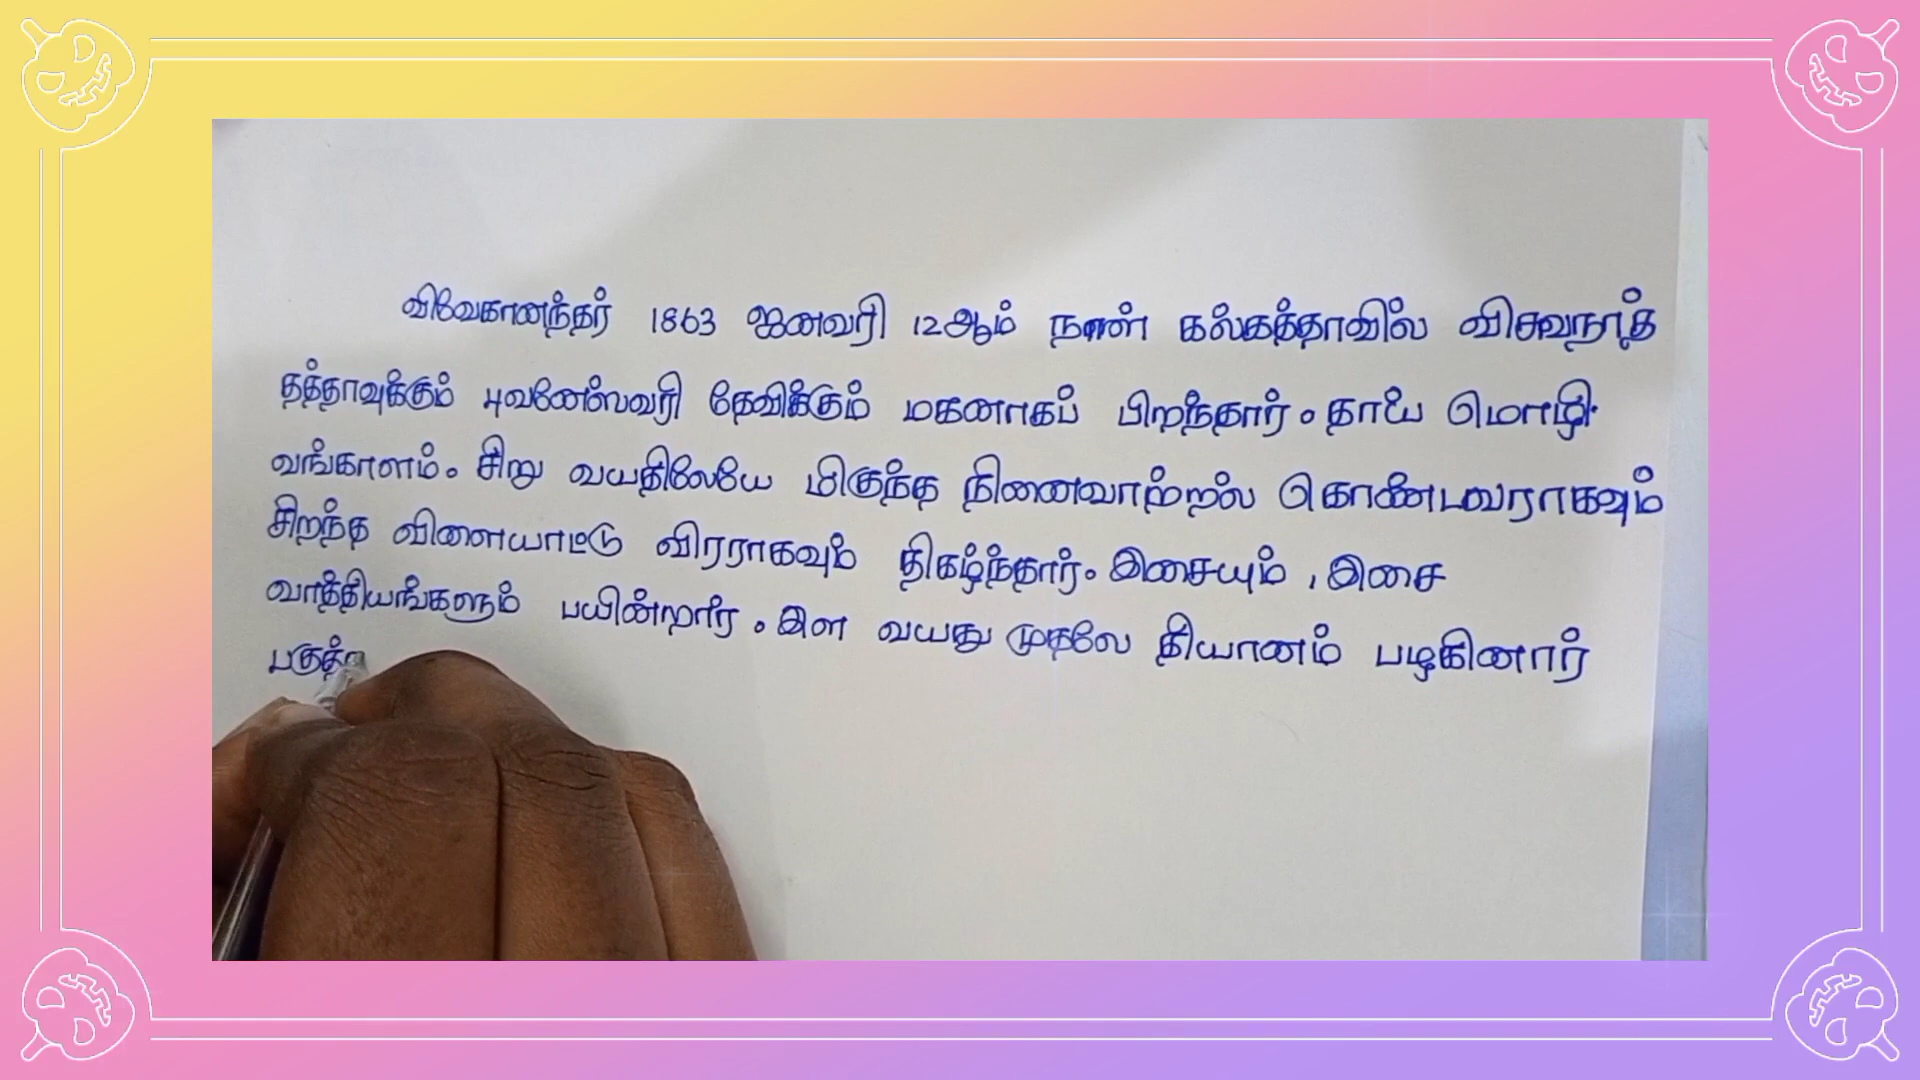 விவேகானந்தர் 1863 ஜனவரி 12ஆம் நாள் கல்கத்தாவில் விசுவநாத
தத்தாவுக்கும் புவனேஸ்வரி தேவிக்கும் மகனாகப் பிறந்தார். தாய் மொழி
வங்காளம். சிறு வயதிலேயே மிகுந்த நினைவாற்றல் கொண்டவராகவும்
சிறந்த விளையாட்டு விரராகவும் திகழ்ந்தார். இசையும், இசை
வாத்தியங்களும் பயின்றார். இள வயது முதலே தியானம் பழகினார்